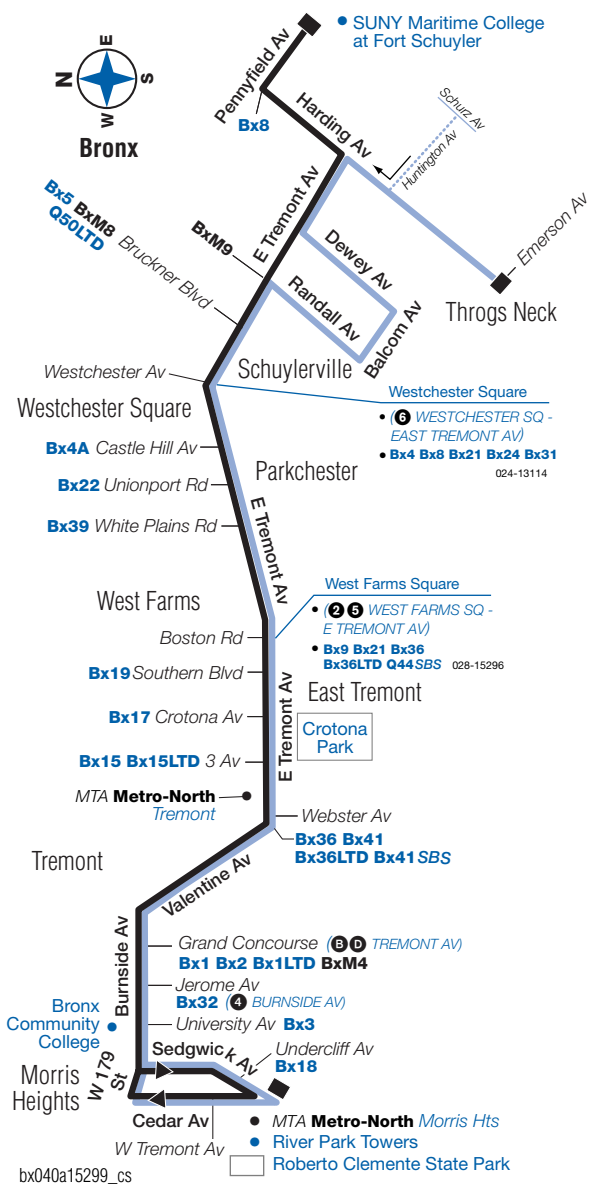 SUNY Maritime College
at Fort Schuyler
E
N
S
W
Bronx
Pennyfield Av
Bx8
Harding Av
Schurz Av
Huntington Av
Emerson Av
Throgs Neck
Bx5 BxM8
Q50LTD
Bruckner Blvd
BxM9
E Tremont Av
Dewey Av
Randall Av
Balcom Av
Westchester Av
Schuylerville
Westchester Square
Westchester Square
(6 WESTCHESTER SQ -
EAST TREMONT AV)
Bx4 Bx8 Bx21 Bx24 Bx31
024-13114
Bx4A Castle Hill Av
Parkchester
Bx22 Unionport Rd
Bx39 White Plains Rd
E Tremont Av
West Farms
West Farms Square
(2 5 WEST FARMS SQ -
E TREMONT AV)
Bx9 Bx21 Bx36
Bx36LTD Q44SBS 028-15296
Boston Rd
Bx19 Southern Blvd
East Tremont
E Tremont Av
Bx17 Crotona Av
Crotona
Park
Bx15 Bx15LTD 3 Av
MTA Metro-North
Tremont
Webster Av
Bx36 Bx41
Bx36LTD Bx41SBS
Tremont
Valentine Av
Burnside Av
Grand Concourse (B D TREMONT AV)
Bx1 Bx2 Bx1LTD BxM4
Jerome Av
Bx32 (4 BURNSIDE AV)
University Av Bx3
Bronx
Community
College
W 179
St
Sedgwick Av
Undercliff Av
Bx18
Morris
Heights
Cedar Av
W Tremont Av
MTA Metro-North Morris Hts
River Park Towers
Roberto Clemente State Park
bx040a15299_cs